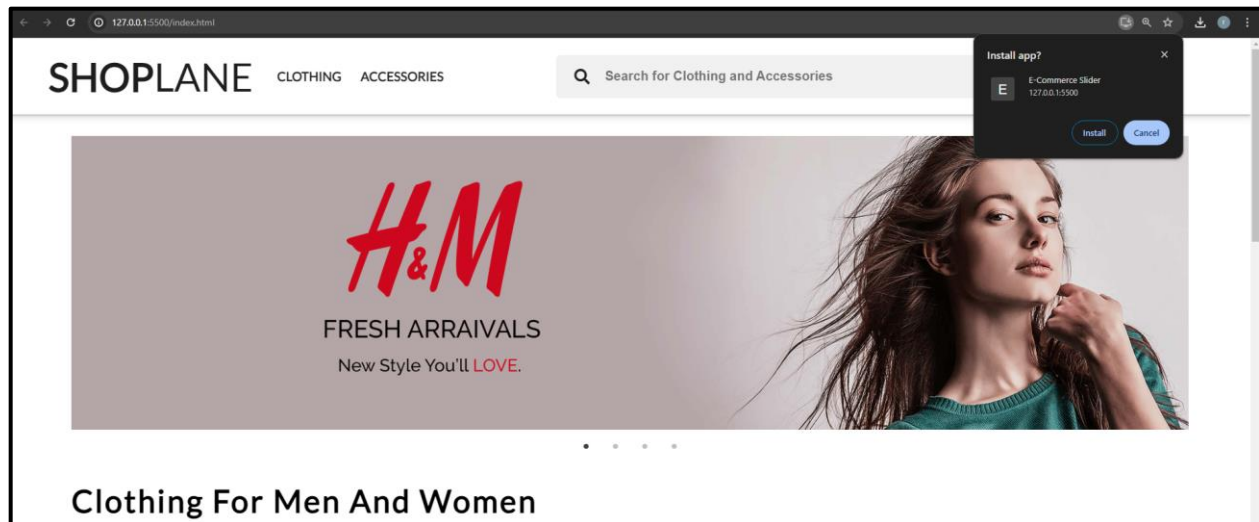 127.0.0.1:5500/index.html
Install app?
E
E-Commerce Slider
127.0.0.1:5500
Install
Cancel
SHOPLANE
CLOTHING
ACCESSORIES
Search for Clothing and Accessories
H&M
FRESH ARRAIVALS
New Style You'll LOVE.
Clothing For Men And Women